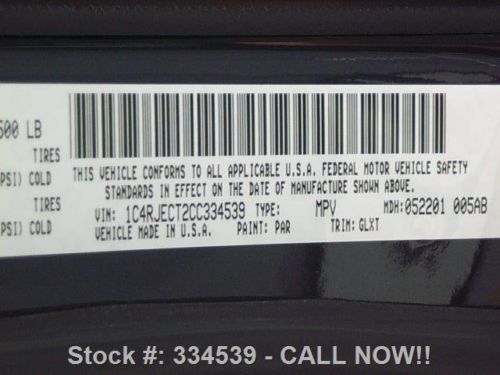 500 LB
TIRES
THIS VEHICLE CONFORMS TO ALL APPLICABLE U.S.A. FEDERAL MOTOR VEHICLE SAFETY
PSI) COLD
STANDARDS IN EFFECT ON THE DATE OF MANUFACTURE SHOWN ABOVE.
TIRES
VIN: 1C4RJECT2CC334539 TYPE: MPV MDH:052201 005AB
PSI) COLD
VEHICLE MADE IN U.S.A. PAINT: PAR TRIM: GLXT
Stock #: 334539 - CALL NOW!!